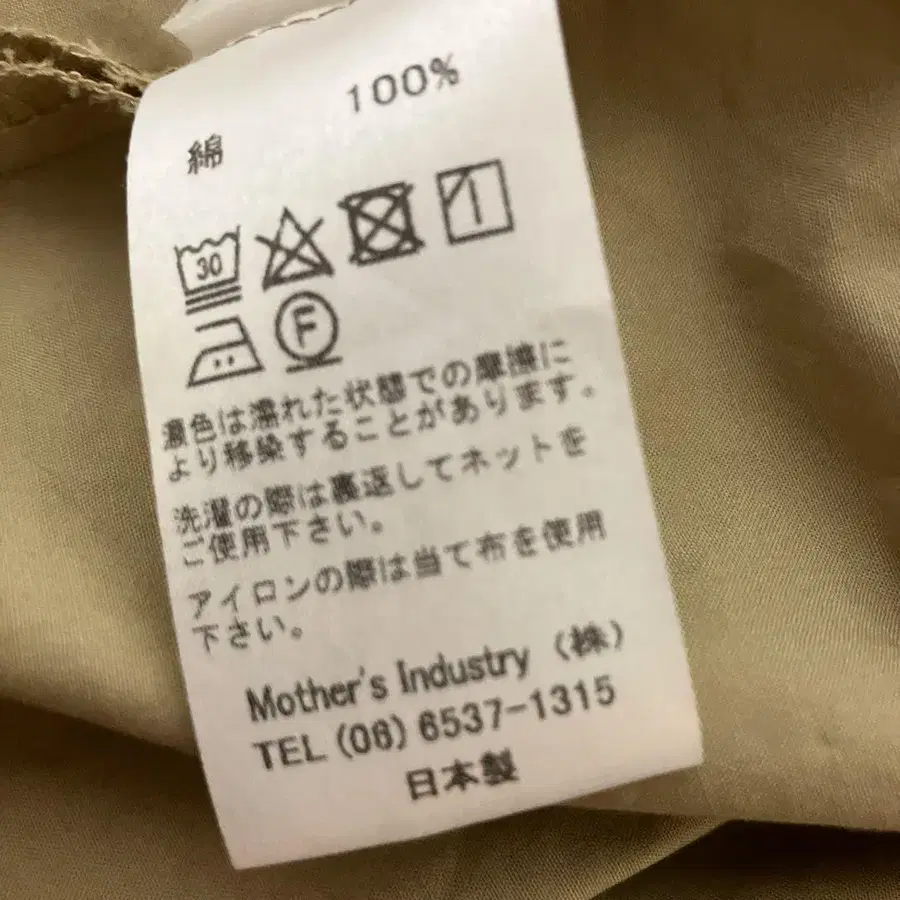 綿 100%
30
F
濃色は濡れた状態での摩擦に
より移染することがあります。
洗濯の際は裏返してネットを
ご使用下さい。
アイロンの際は当て布を使用
下さい。
Mother's Industry (株)
TEL (06) 6537-1315
日本製